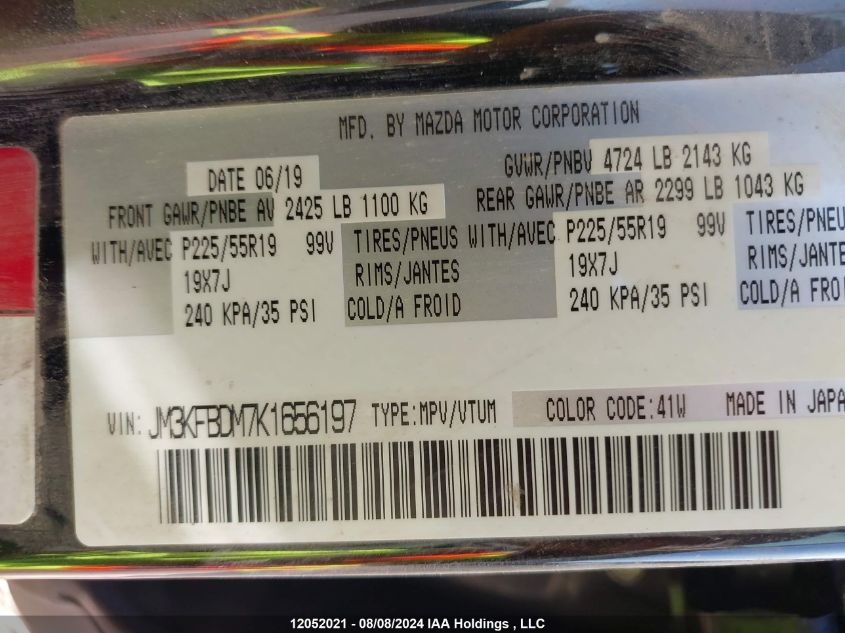 MFD. BY MAZDA MOTOR CORPORATION
DATE 06/19 GVWR/PNBV 4724 LB 2143 KG
FRONT GAWR/PNBE AV 2425 LB 1100 KG REAR GAWR/PNBE AR 2299 LB 1043 KG
WITH/AVEC P225/55R19 99V TIRES/PNEUS WITH/AVEC P225/55R19 99V TIRES/PNEU
19X7J RIMS/JANTES 19X7J RIMS/JANTE
240 KPA/35 PSI COLD/A FROID 240 KPA/35 PSI COLD/A FROI
VIN: JM3KFBDM7K1656197 TYPE:MPV/VTUM COLOR CODE:41W MADE IN JAPA
12052021 - 08/08/2024 IAA Holdings , LLC